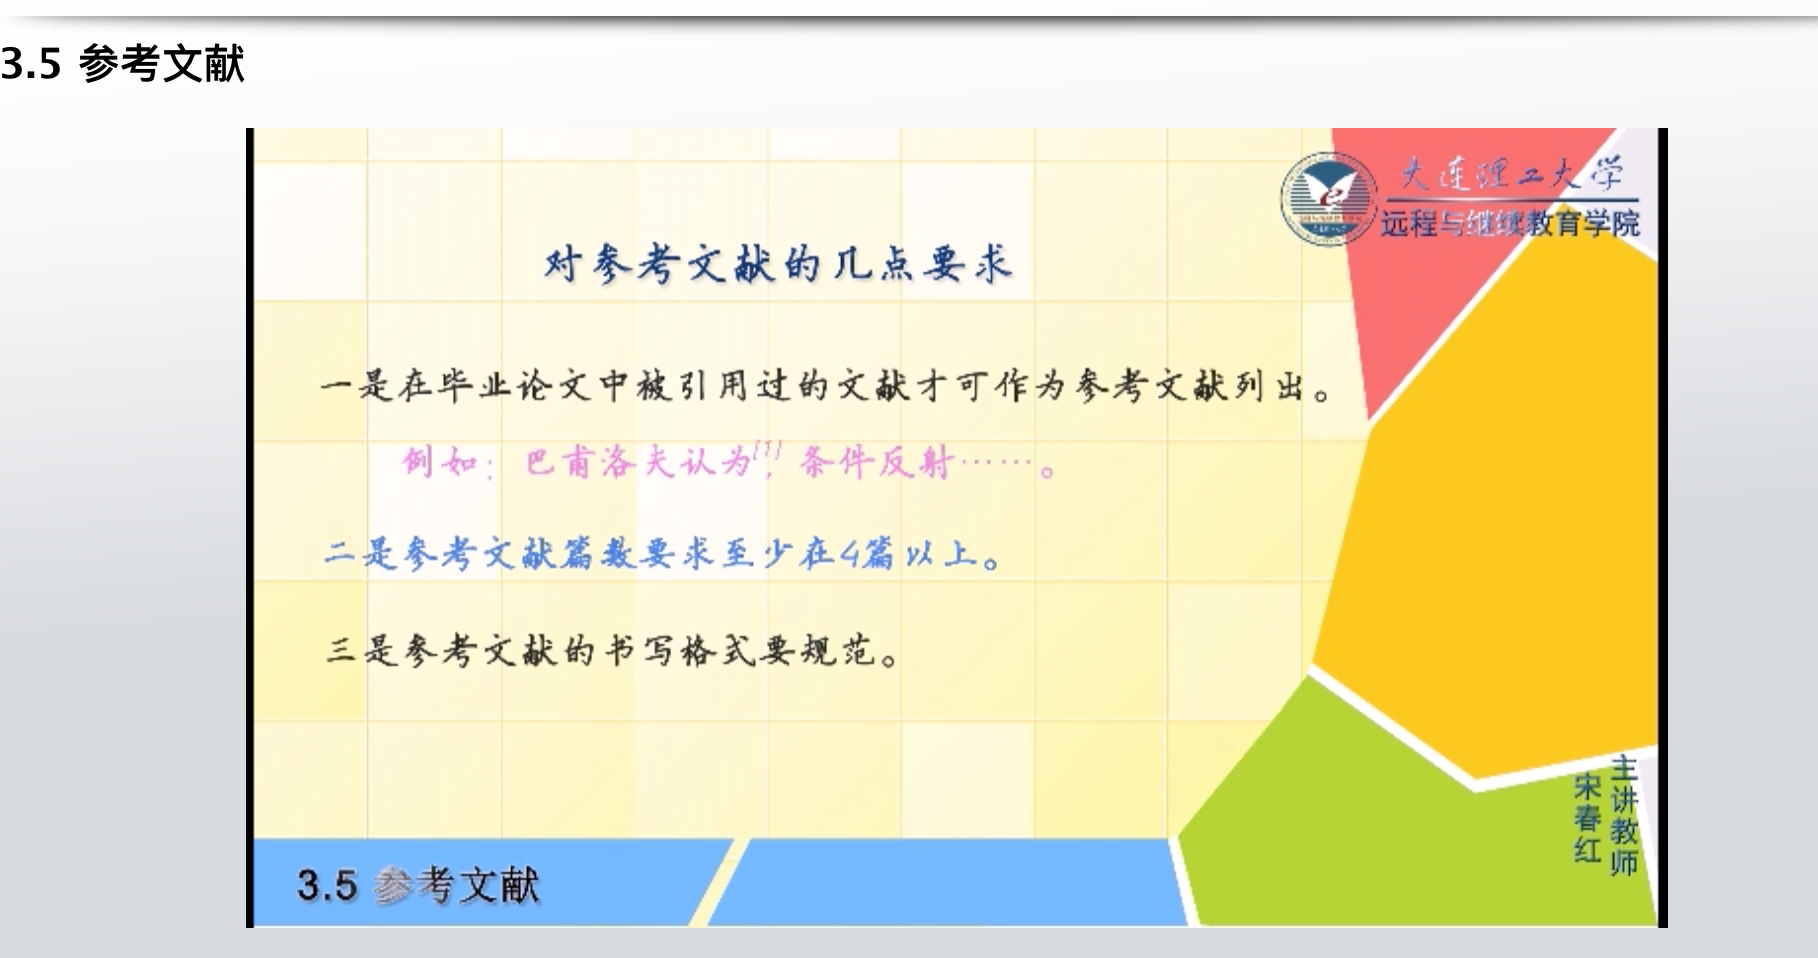 3.5 参考文献
大连理工大学
远程与继续教育学院
对参考文献的几点要求
一是在毕业论文中被引用过的文献才可作为参考文献列出。
例如：巴甫洛夫认为[1]，条件反射……。
二是参考文献篇数要求至少在4篇以上。
三是参考文献的书写格式要规范。
主讲教师
宋春红
3.5 参考文献